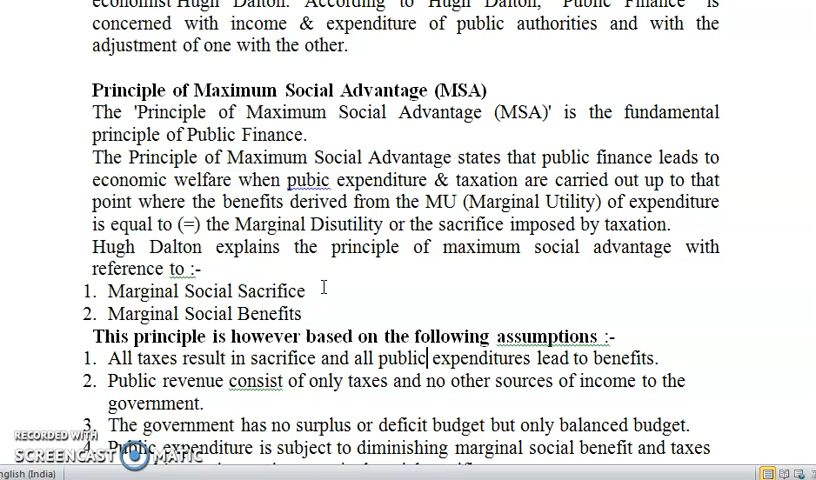 economist Hugh Dalton. According to Hugh Dalton, "Public Finance" is
concerned with income & expenditure of public authorities and with the
adjustment of one with the other.
Principle of Maximum Social Advantage (MSA)
The 'Principle of Maximum Social Advantage (MSA)' is the fundamental
principle of Public Finance.
The Principle of Maximum Social Advantage states that public finance leads to
economic welfare when pubic expenditure & taxation are carried out up to that
point where the benefits derived from the MU (Marginal Utility) of expenditure
is equal to (=) the Marginal Disutility or the sacrifice imposed by taxation.
Hugh Dalton explains the principle of maximum social advantage with
reference to :-
1. Marginal Social Sacrifice
2. Marginal Social Benefits
This principle is however based on the following assumptions :-
1. All taxes result in sacrifice and all public expenditures lead to benefits.
2. Public revenue consist of only taxes and no other sources of income to the
government.
3. The government has no surplus or deficit budget but only balanced budget.
4. Public expenditure is subject to diminishing marginal social benefit and taxes
RECORDED WITH
SCREENCAST MATIC
nglish (India)